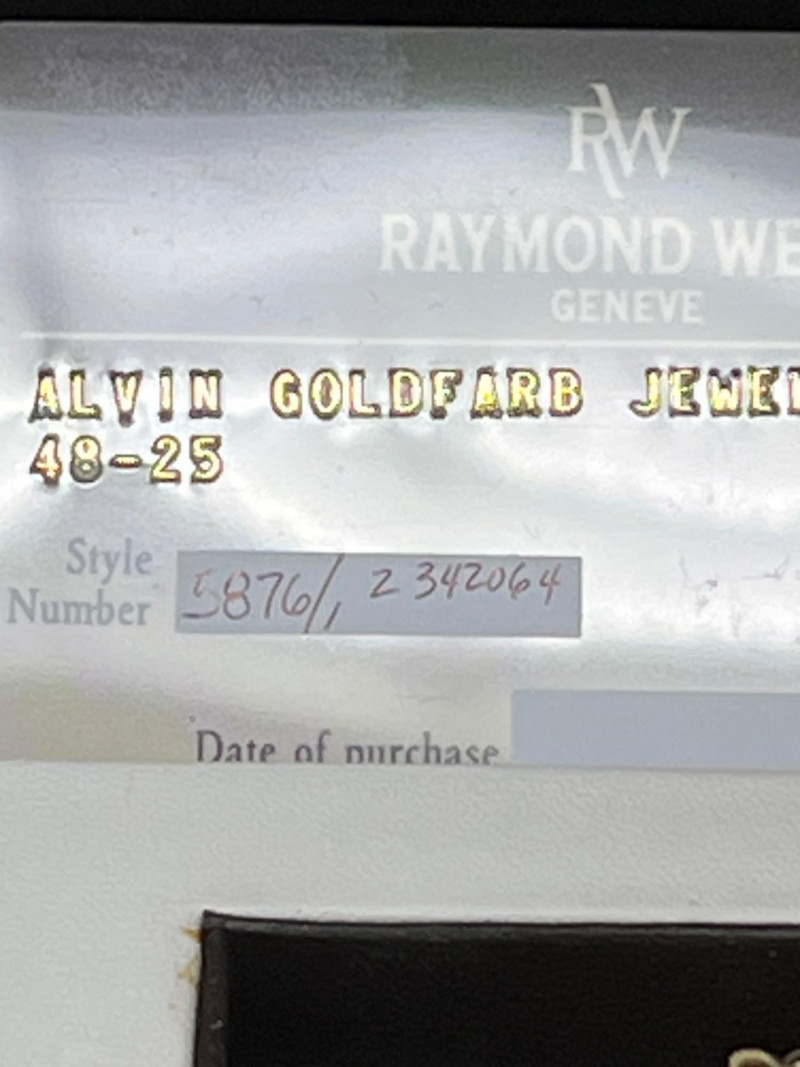 RW
RAYMOND WE
GENEVE
ALVIN GOLDFARB JEWEL
48-25
Style
Number 5876/, 2342064
Date of purchase